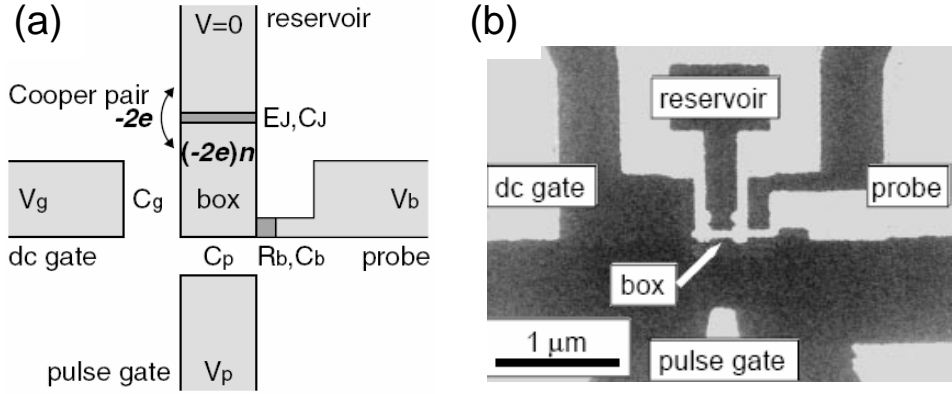 (a)
V=0
reservoir
Cooper pair
-2e
EJ,CJ
(-2e)n
Vg
Cg
box
Vb
dc gate
Cp
Rb,Cb
probe
pulse gate
Vp
(b)
reservoir
dc gate
probe
box
1 μm
pulse gate